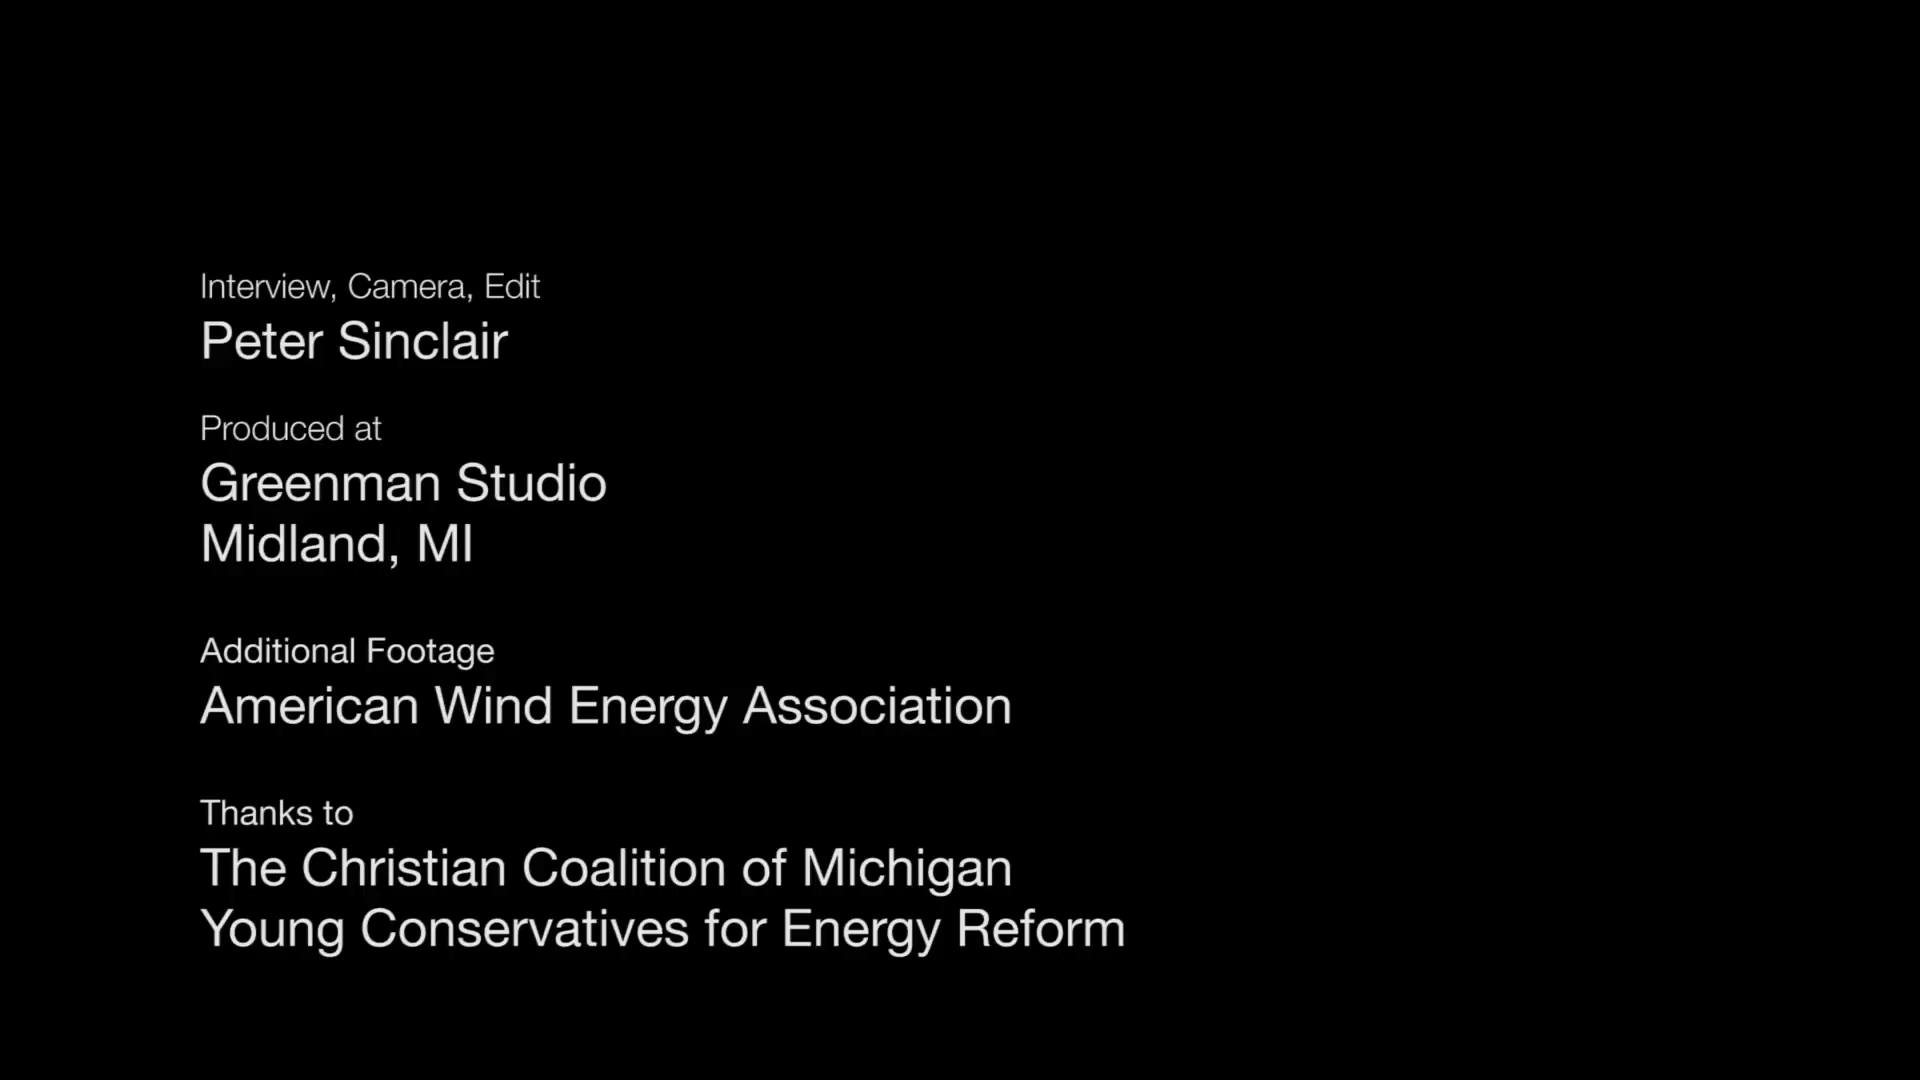 Interview, Camera, Edit
Peter Sinclair
Produced at
Greenman Studio
Midland, MI
Additional Footage
American Wind Energy Association
Thanks to
The Christian Coalition of Michigan
Young Conservatives for Energy Reform